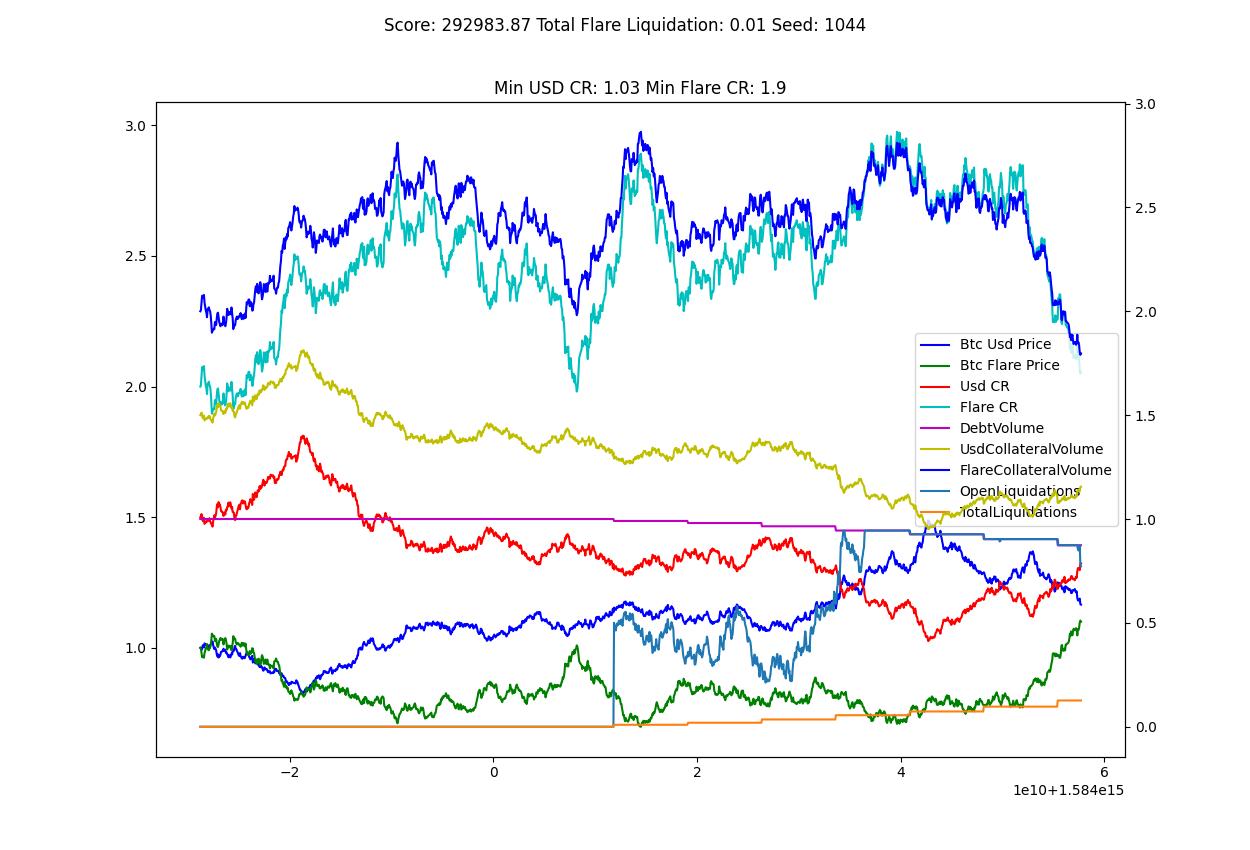 Score: 292983.87 Total Flare Liquidation: 0.01 Seed: 1044
Min USD CR: 1.03 Min Flare CR: 1.9
3.0
2.5
2.0
1.5
1.0
3.0
2.5
2.0
1.5
1.0
0.5
0.0
Btc Usd Price
Btc Flare Price
Usd CR
Flare CR
DebtVolume
UsdCollateralVolume
FlareCollateralVolume
OpenLiquidations
TotalLiquidations
−2
0
2
4
6
1e10+1.584e15